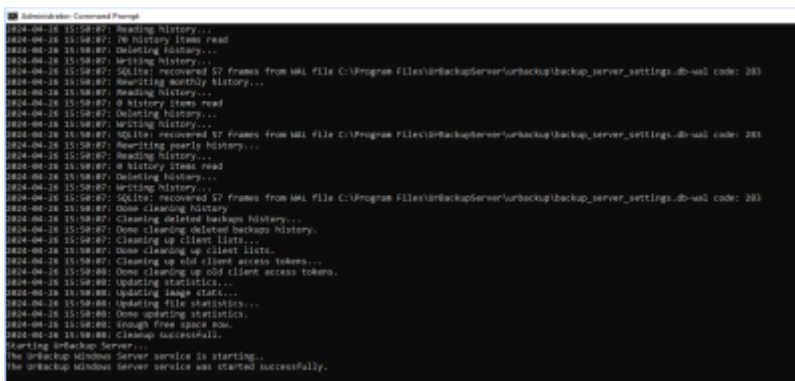 Administrator: Command Prompt
2024-04-26 15:50:07: Reading history...
2024-04-26 15:50:07: 70 history items read
2024-04-26 15:50:07: Deleting history...
2024-04-26 15:50:07: Writing history...
2024-04-26 15:50:07: SQLite: recovered 57 frames from WAL file C:\Program Files\UrBackupServer\urbackup\backup_server_settings.db-wal code: 283
2024-04-26 15:50:07: Rewriting monthly history...
2024-04-26 15:50:07: Reading history...
2024-04-26 15:50:07: 0 history items read
2024-04-26 15:50:07: Deleting history...
2024-04-26 15:50:07: Writing history...
2024-04-26 15:50:07: SQLite: recovered 57 frames from WAL file C:\Program Files\UrBackupServer\urbackup\backup_server_settings.db-wal code: 283
2024-04-26 15:50:07: Rewriting yearly history...
2024-04-26 15:50:07: Reading history...
2024-04-26 15:50:07: 0 history items read
2024-04-26 15:50:07: Deleting history...
2024-04-26 15:50:07: Writing history...
2024-04-26 15:50:07: SQLite: recovered 57 frames from WAL file C:\Program Files\UrBackupServer\urbackup\backup_server_settings.db-wal code: 283
2024-04-26 15:50:07: Done cleaning history
2024-04-26 15:50:07: Cleaning deleted backups history...
2024-04-26 15:50:07: Done cleaning deleted backups history.
2024-04-26 15:50:07: Cleaning up client lists...
2024-04-26 15:50:07: Done cleaning up client lists.
2024-04-26 15:50:07: Cleaning up old client access tokens...
2024-04-26 15:50:08: Done cleaning up old client access tokens.
2024-04-26 15:50:08: Updating statistics...
2024-04-26 15:50:08: Updating image stats...
2024-04-26 15:50:08: Updating file statistics...
2024-04-26 15:50:08: Done updating statistics.
2024-04-26 15:50:08: Enough free space now.
2024-04-26 15:50:08: Cleanup successfull.
Starting UrBackup Server...
The UrBackup Windows Server service is starting..
The UrBackup Windows Server service was started successfully.